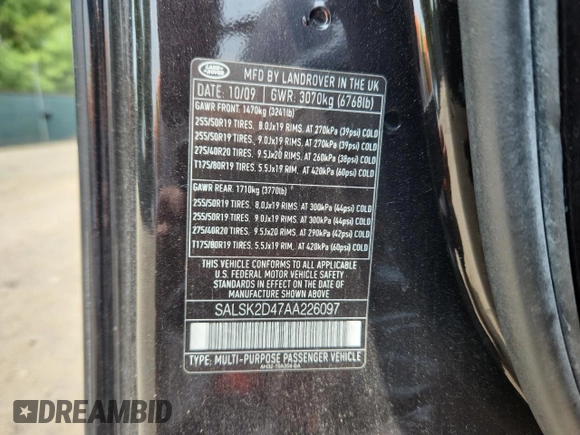 LAND ROVER
MFD BY LANDROVER IN THE UK
DATE: 10/09 GWR: 3070kg (6768lb)
GAWR FRONT: 1470kg (3241lb)
255/50R19 TIRES, 8.0Jx19 RIMS, AT 270kPa (39psi) COLD
255/50R19 TIRES, 9.0Jx19 RIMS, AT 270kPa (39psi) COLD
275/40R20 TIRES, 9.5Jx20 RIMS, AT 260kPa (38psi) COLD
T175/80R19 TIRES, 5.5Jx19 RIM, AT 420kPa (60psi) COLD
GAWR REAR: 1710kg (3770lb)
255/50R19 TIRES, 8.0Jx19 RIMS, AT 300kPa (44psi) COLD
255/50R19 TIRES, 9.0Jx19 RIMS, AT 300kPa (44psi) COLD
275/40R20 TIRES, 9.5Jx20 RIMS, AT 290kPa (42psi) COLD
T175/80R19 TIRES, 5.5Jx19 RIM, AT 420kPa (60psi) COLD
THIS VEHICLE CONFORMS TO ALL APPLICABLE
U.S. FEDERAL MOTOR VEHICLE SAFETY
STANDARDS IN EFFECT ON THE DATE OF
MANUFACTURE SHOWN ABOVE.
SALSK2D47AA226097
TYPE: MULTI-PURPOSE PASSENGER VEHICLE
DREAMBID